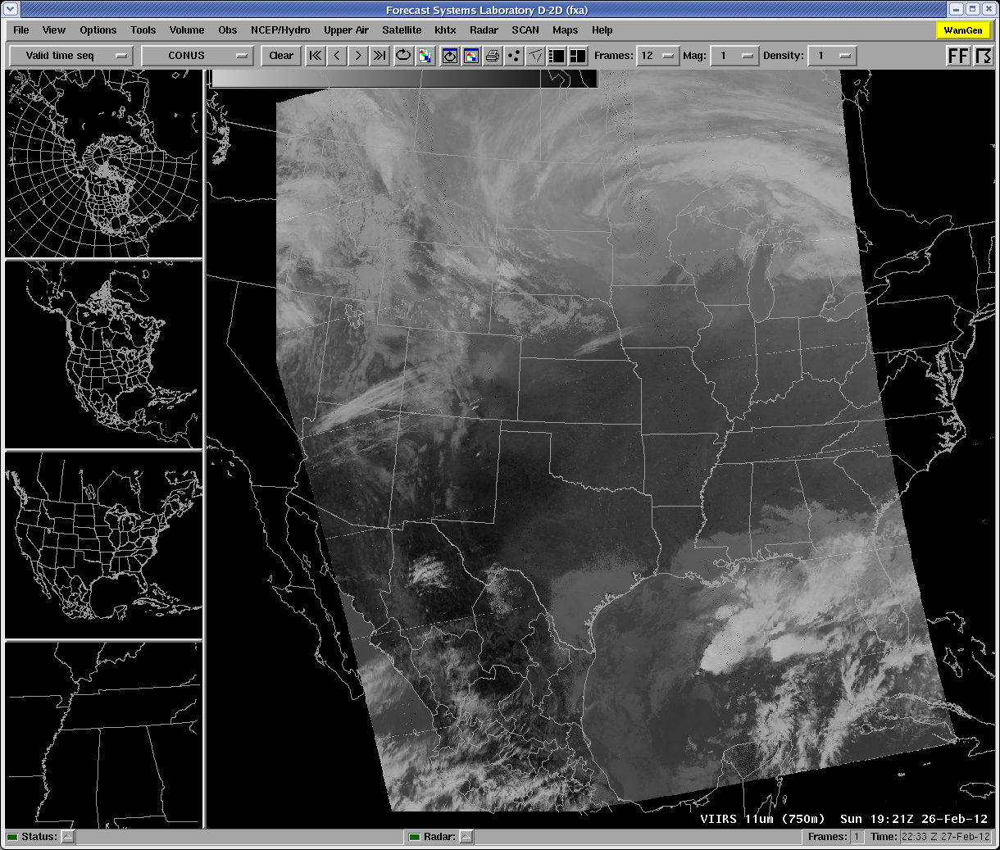 Forecast Systems Laboratory D-2D (fxa)
File View Options Tools Volume Obs NCEP/Hydro Upper Air Satellite khtx Radar SCAN Maps Help WarnGen
Valid time seq CONUS Clear Frames: 12 Mag: 1 Density: 1 FF
VIIRS 11um (750m) Sun 19:21Z 26-Feb-12
Status: Radar: Frames: 1 Time: 22:33 Z 27-Feb-12